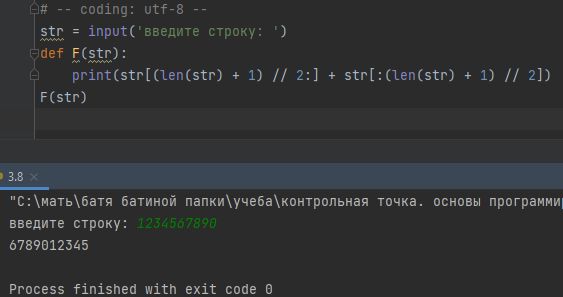 # -- coding: utf-8 --
str = input('введите строку: ')
def F(str):
print(str[(len(str) + 1) // 2:] + str[:(len(str) + 1) // 2])
F(str)
3.8
"C:\мать\батя батиной папки\учеба\контрольная точка. основы программи
введите строку: 1234567890
6789012345
Process finished with exit code 0